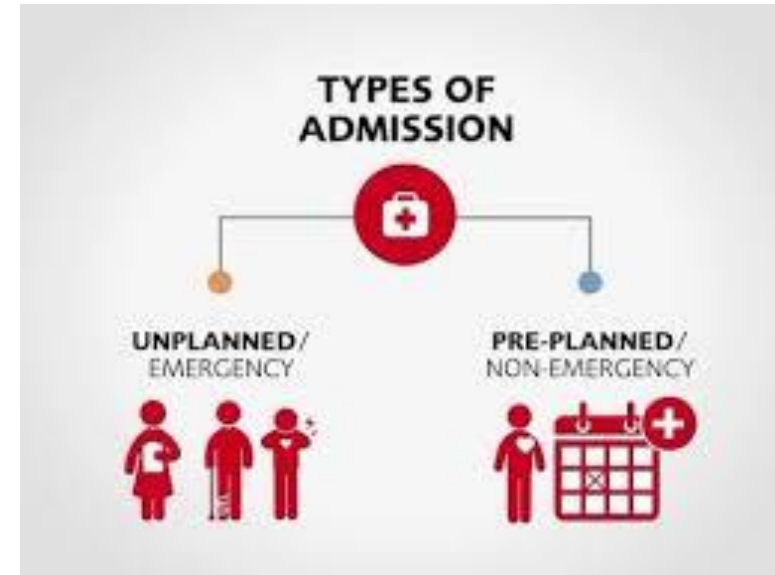 TYPES OF
ADMISSION
UNPLANNED/
EMERGENCY
PRE-PLANNED/
NON-EMERGENCY